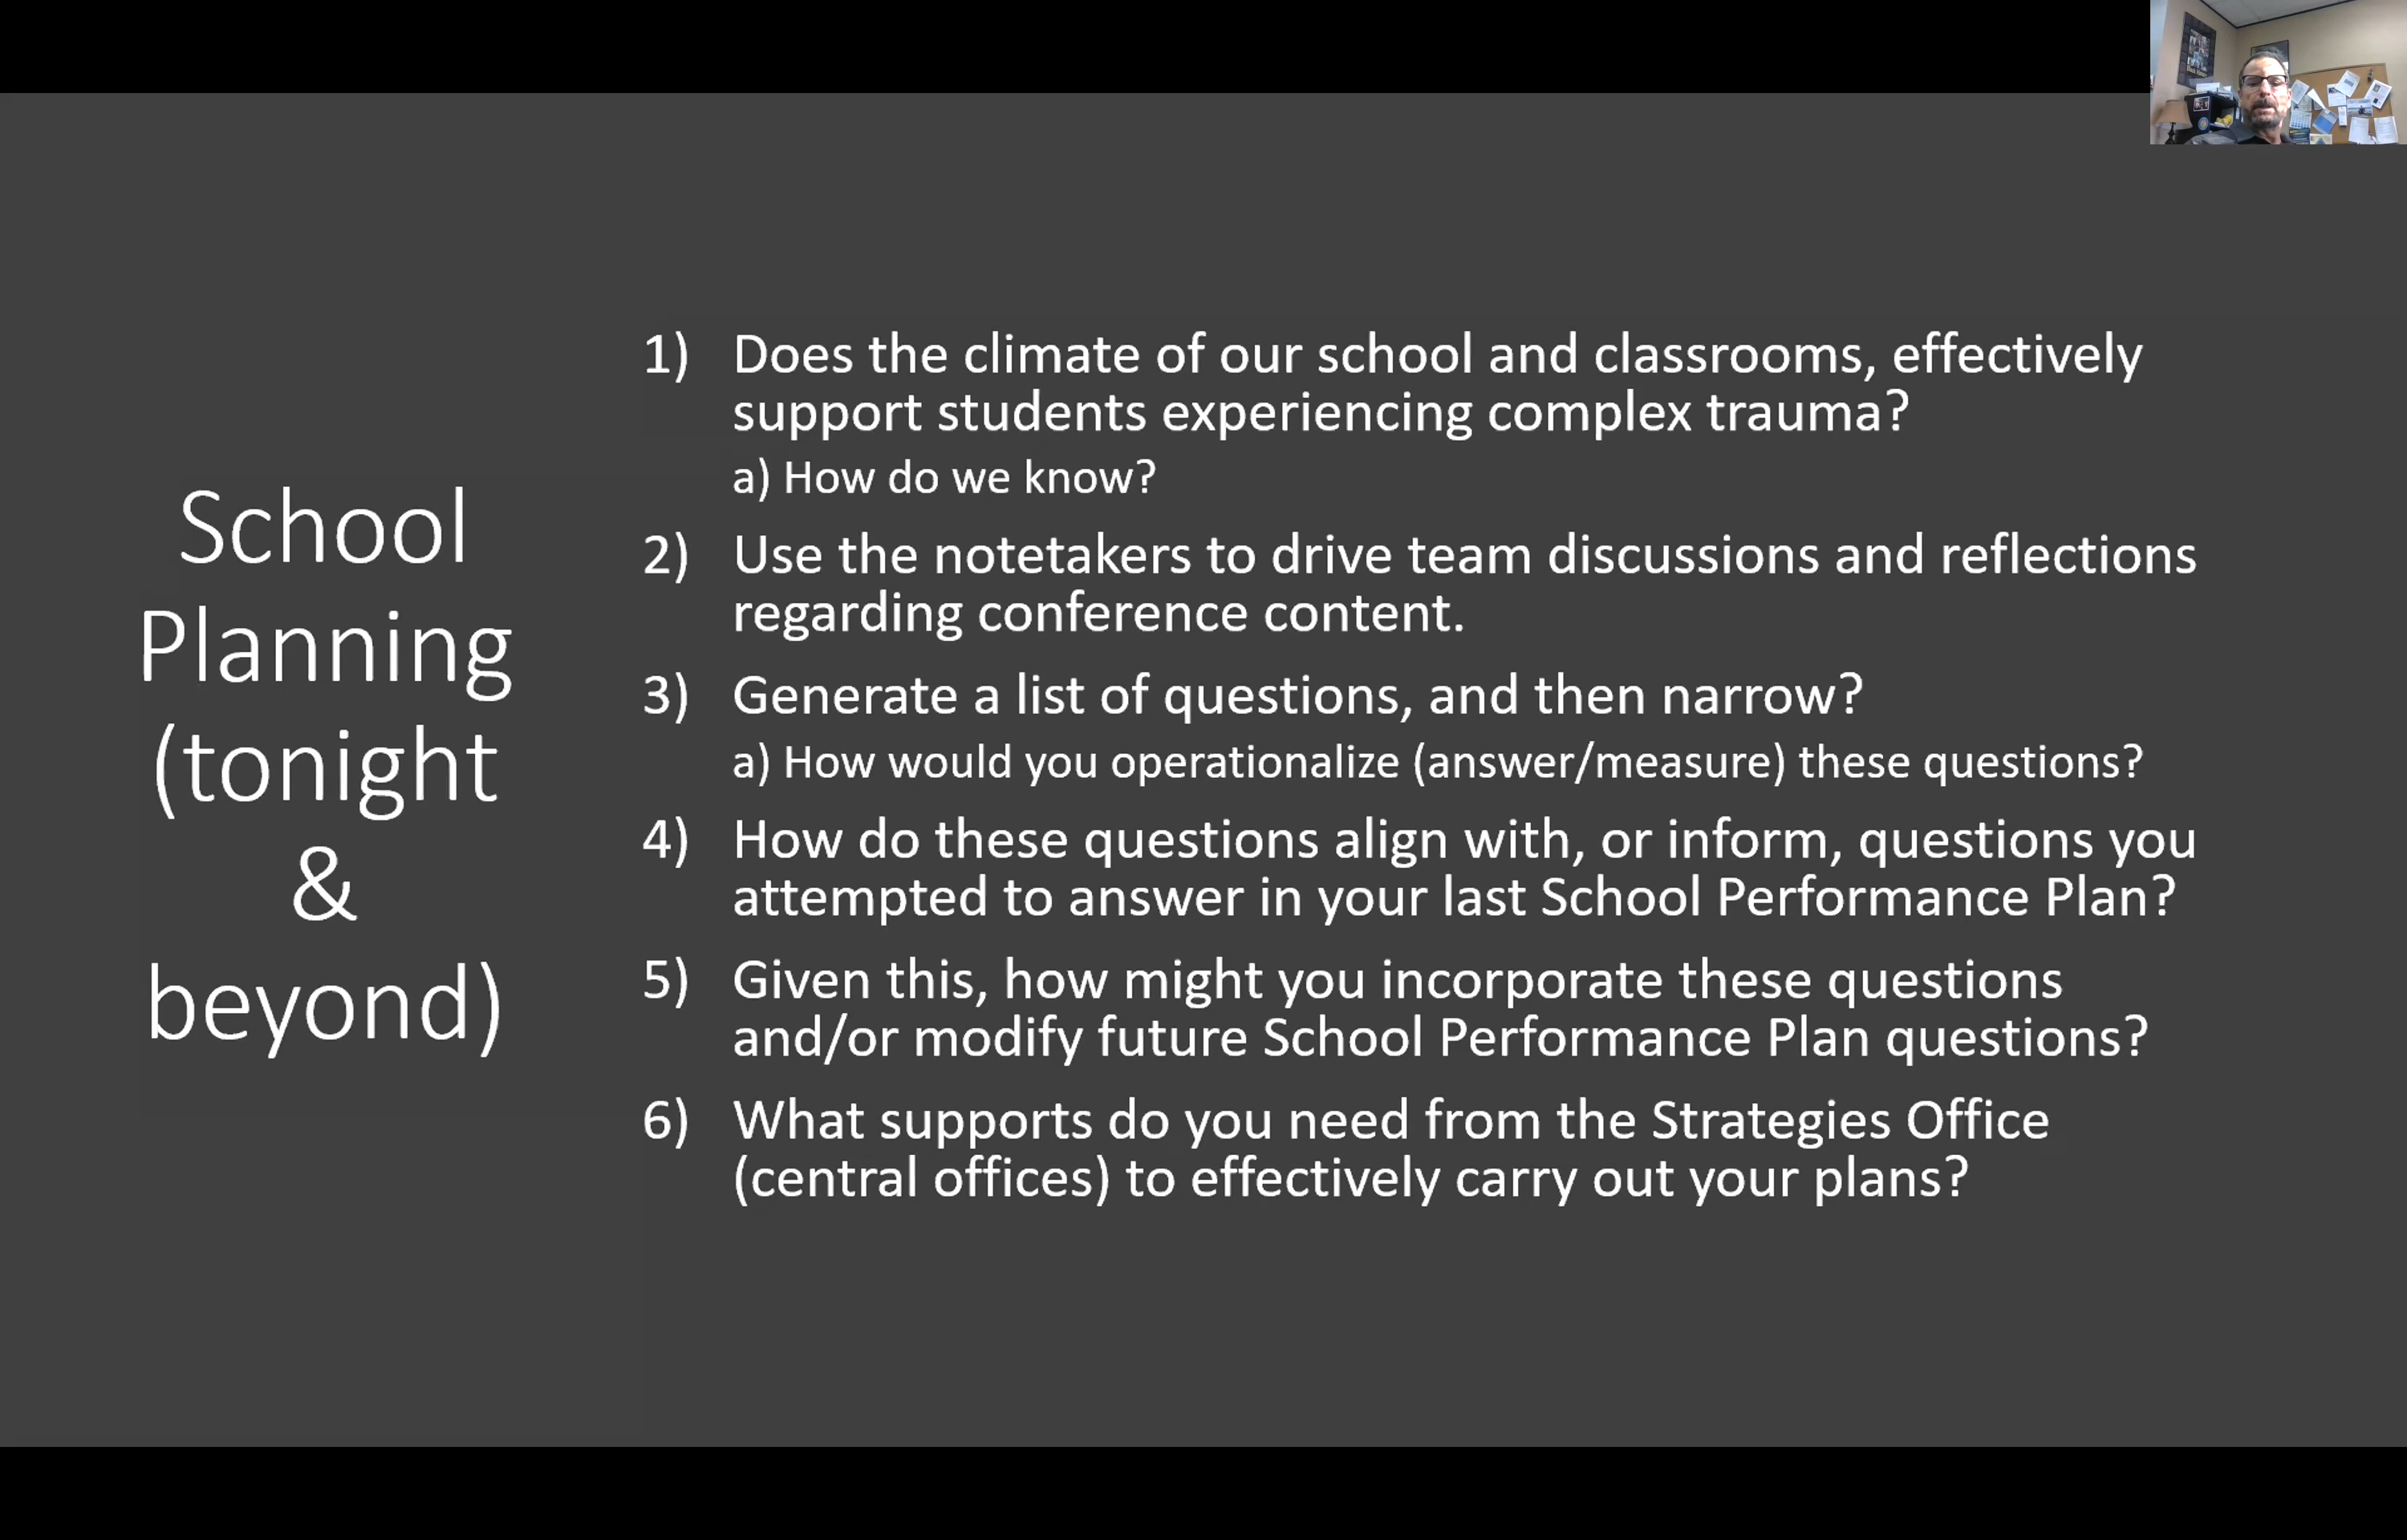 School
Planning
(tonight
&
beyond)
1) Does the climate of our school and classrooms, effectively
support students experiencing complex trauma?
a) How do we know?
2) Use the notetakers to drive team discussions and reflections
regarding conference content.
3) Generate a list of questions, and then narrow?
a) How would you operationalize (answer/measure) these questions?
4) How do these questions align with, or inform, questions you
attempted to answer in your last School Performance Plan?
5) Given this, how might you incorporate these questions
and/or modify future School Performance Plan questions?
6) What supports do you need from the Strategies Office
(central offices) to effectively carry out your plans?